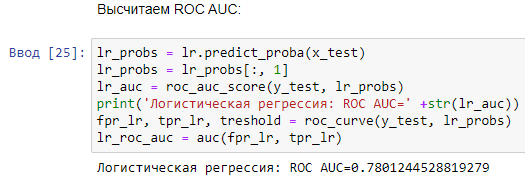 Высчитаем ROC AUC:
Ввод [25]: lr_probs = lr.predict_proba(x_test)
lr_probs = lr_probs[:, 1]
lr_auc = roc_auc_score(y_test, lr_probs)
print('Логистическая регрессия: ROC AUC=' +str(lr_auc))
fpr_lr, tpr_lr, treshold = roc_curve(y_test, lr_probs)
lr_roc_auc = auc(fpr_lr, tpr_lr)
Логистическая регрессия: ROC AUC=0.7801244528819279